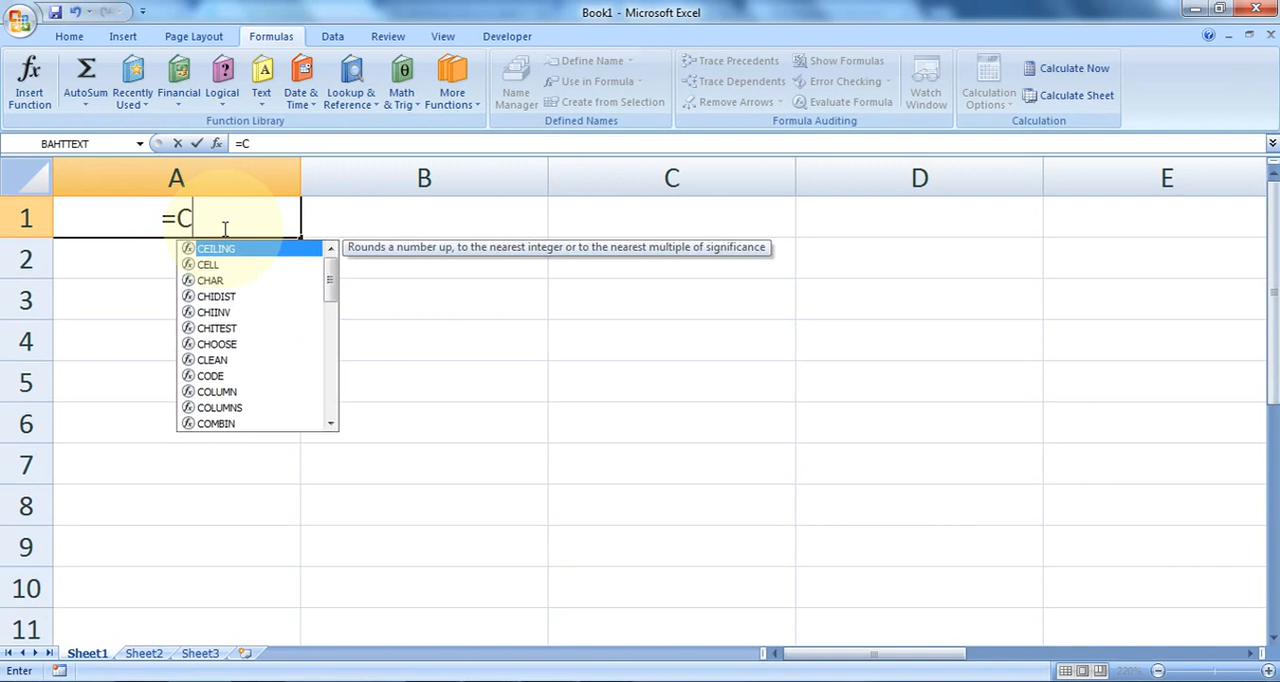 Book1 - Microsoft Excel
Home Insert Page Layout Formulas Data Review View Developer
Insert Function
AutoSum
Recently Used
Financial
Logical
Text
Date & Time
Lookup & Reference
Math & Trig
More Functions
Function Library
Name Manager
Define Name
Use in Formula
Create from Selection
Defined Names
Trace Precedents
Trace Dependents
Remove Arrows
Show Formulas
Error Checking
Evaluate Formula
Watch Window
Formula Auditing
Calculation Options
Calculate Now
Calculate Sheet
Calculation
BAHTTEXT fx =C
A B C D E
1 =C
CEILING Rounds a number up, to the nearest integer or to the nearest multiple of significance
2
CELL
CHAR
3
CHIDIST
CHIINV
4
CHITEST
CHOOSE
5
CLEAN
CODE
COLUMN
6
COLUMNS
COMBIN
7
8
9
10
11
Sheet1 Sheet2 Sheet3
Enter 220%